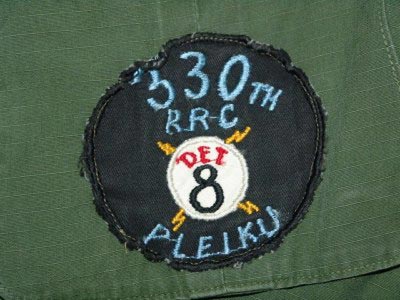 330TH
R.R-C
DET
8
PLEIKU